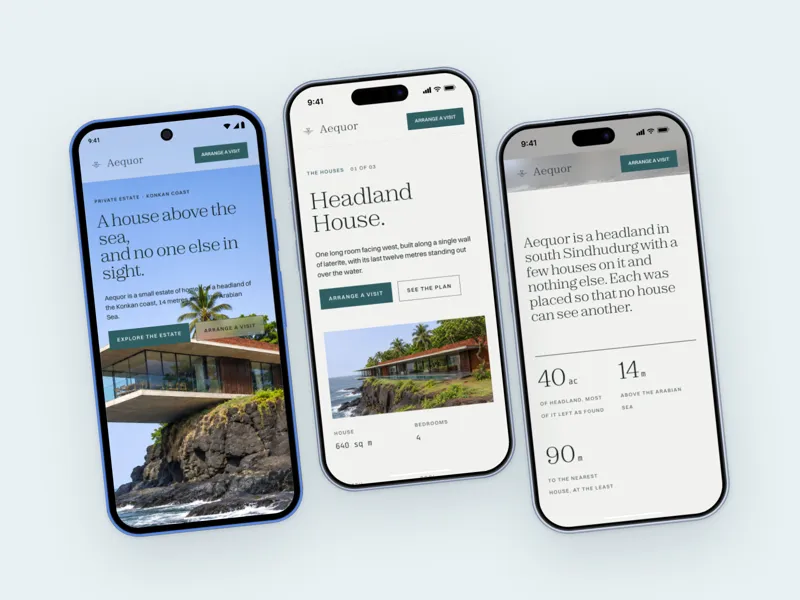 9:41
Aequor
ARRANGE A VISIT
PRIVATE ESTATE · KONKAN COAST
A house above the
sea,
and no one else in
sight.
Aequor is a small estate of homes on a headland of
the Konkan coast, 14 metres above the Arabian
Sea.
EXPLORE THE ESTATE
ARRANGE A VISIT
9:41
Aequor
ARRANGE A VISIT
THE HOUSES 01 OF 03
Headland
House.
One long room facing west, built along a single wall
of laterite, with its last twelve metres standing out
over the water.
ARRANGE A VISIT
SEE THE PLAN
HOUSE
640 sq m
BEDROOMS
4
9:41
Aequor
ARRANGE A VISIT
Aequor is a headland in
south Sindhudurg with a
few houses on it and
nothing else. Each was
placed so that no house
can see another.
40 ac
OF HEADLAND, MOST
OF IT LEFT AS FOUND
14 m
ABOVE THE ARABIAN
SEA
90 m
TO THE NEAREST
HOUSE, AT THE LEAST